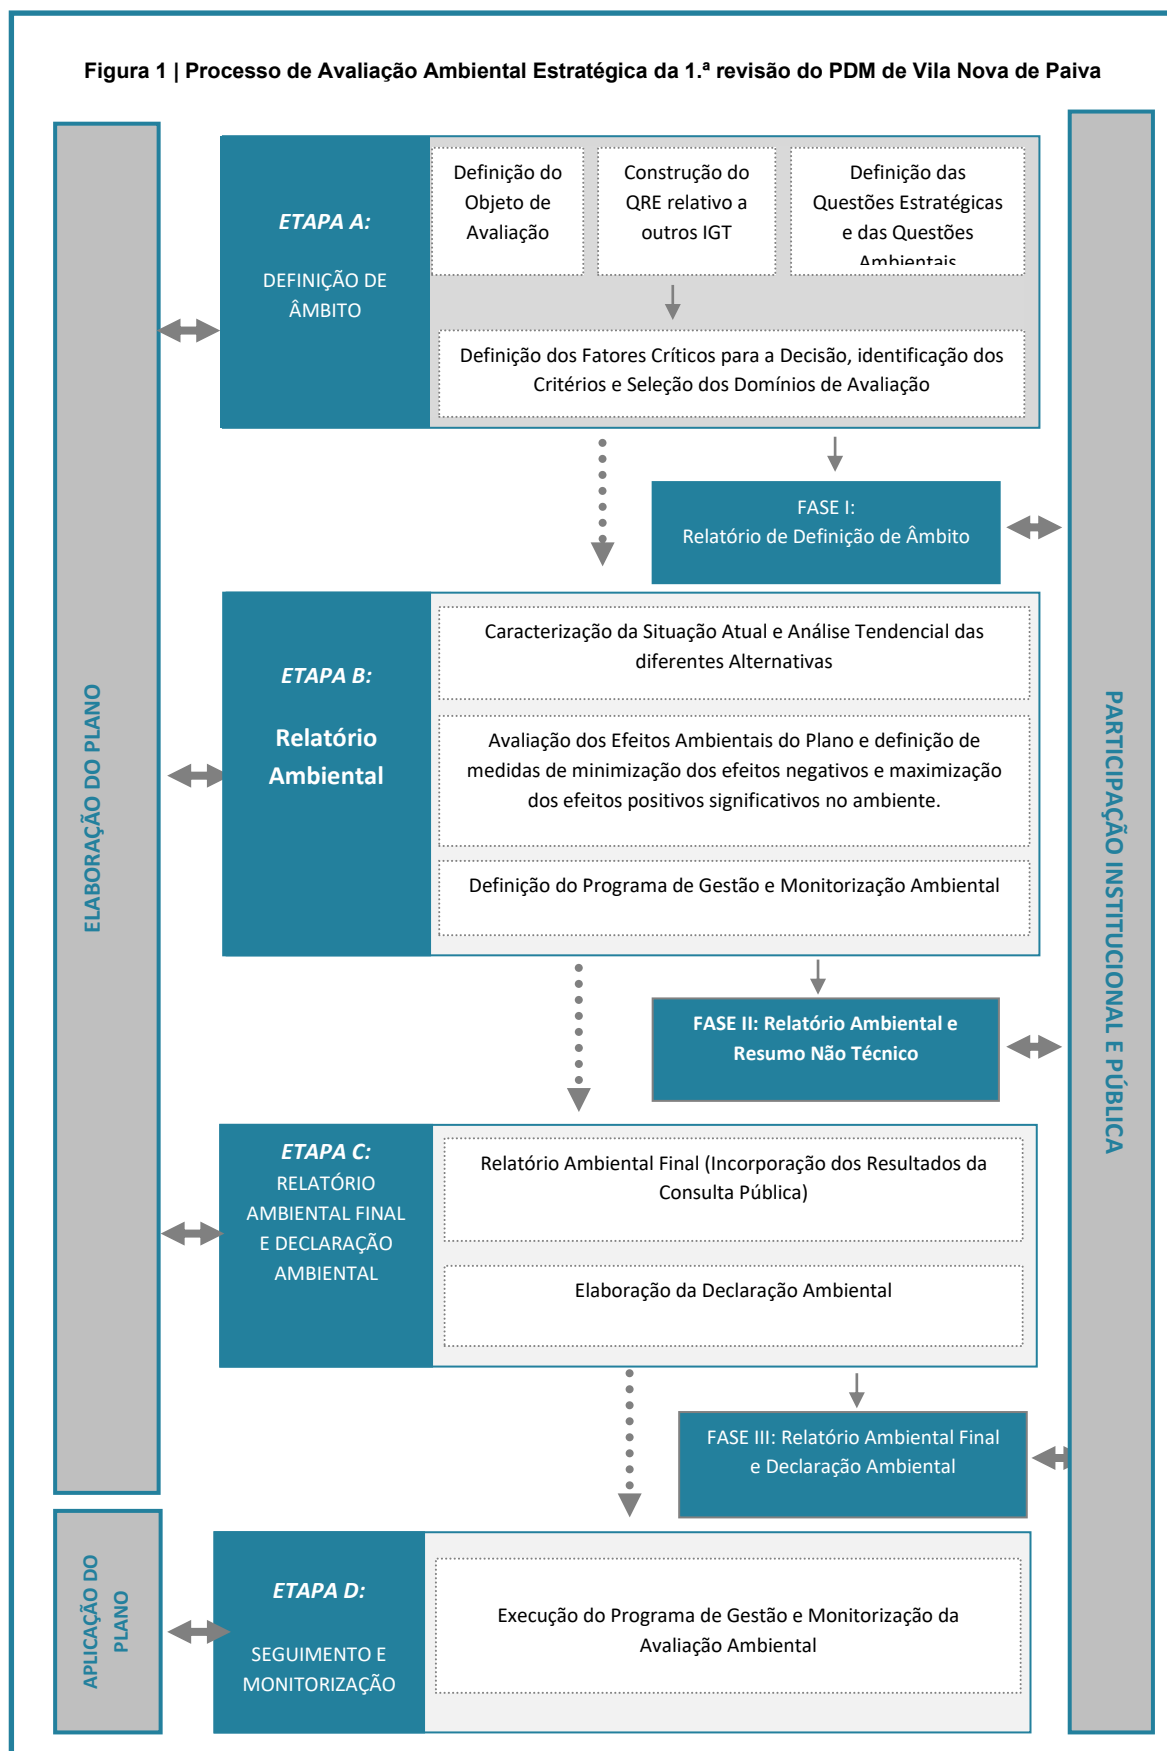 Figura 1 | Processo de Avaliação Ambiental Estratégica da 1.ª revisão do PDM de Vila Nova de Paiva
ELABORAÇÃO DO PLANO
APLICAÇÃO DO
PLANO
ETAPA A:
DEFINIÇÃO DE
ÂMBITO
Definição do
Objeto de
Avaliação
Construção do
QRE relativo a
outros IGT
Definição das
Questões Estratégicas
e das Questões
Ambientais
Definição dos Fatores Críticos para a Decisão, identificação dos
Critérios e Seleção dos Domínios de Avaliação
FASE I:
Relatório de Definição de Âmbito
ETAPA B:
Relatório
Ambiental
Caracterização da Situação Atual e Análise Tendencial das
diferentes Alternativas
Avaliação dos Efeitos Ambientais do Plano e definição de
medidas de minimização dos efeitos negativos e maximização
dos efeitos positivos significativos no ambiente.
Definição do Programa de Gestão e Monitorização Ambiental
FASE II: Relatório Ambiental e
Resumo Não Técnico
ETAPA C:
RELATÓRIO
AMBIENTAL FINAL
E DECLARAÇÃO
AMBIENTAL
Relatório Ambiental Final (Incorporação dos Resultados da
Consulta Pública)
Elaboração da Declaração Ambiental
FASE III: Relatório Ambiental Final
e Declaração Ambiental
ETAPA D:
SEGUIMENTO E
MONITORIZAÇÃO
Execução do Programa de Gestão e Monitorização da
Avaliação Ambiental
PARTICIPAÇÃO INSTITUCIONAL E PÚBLICA